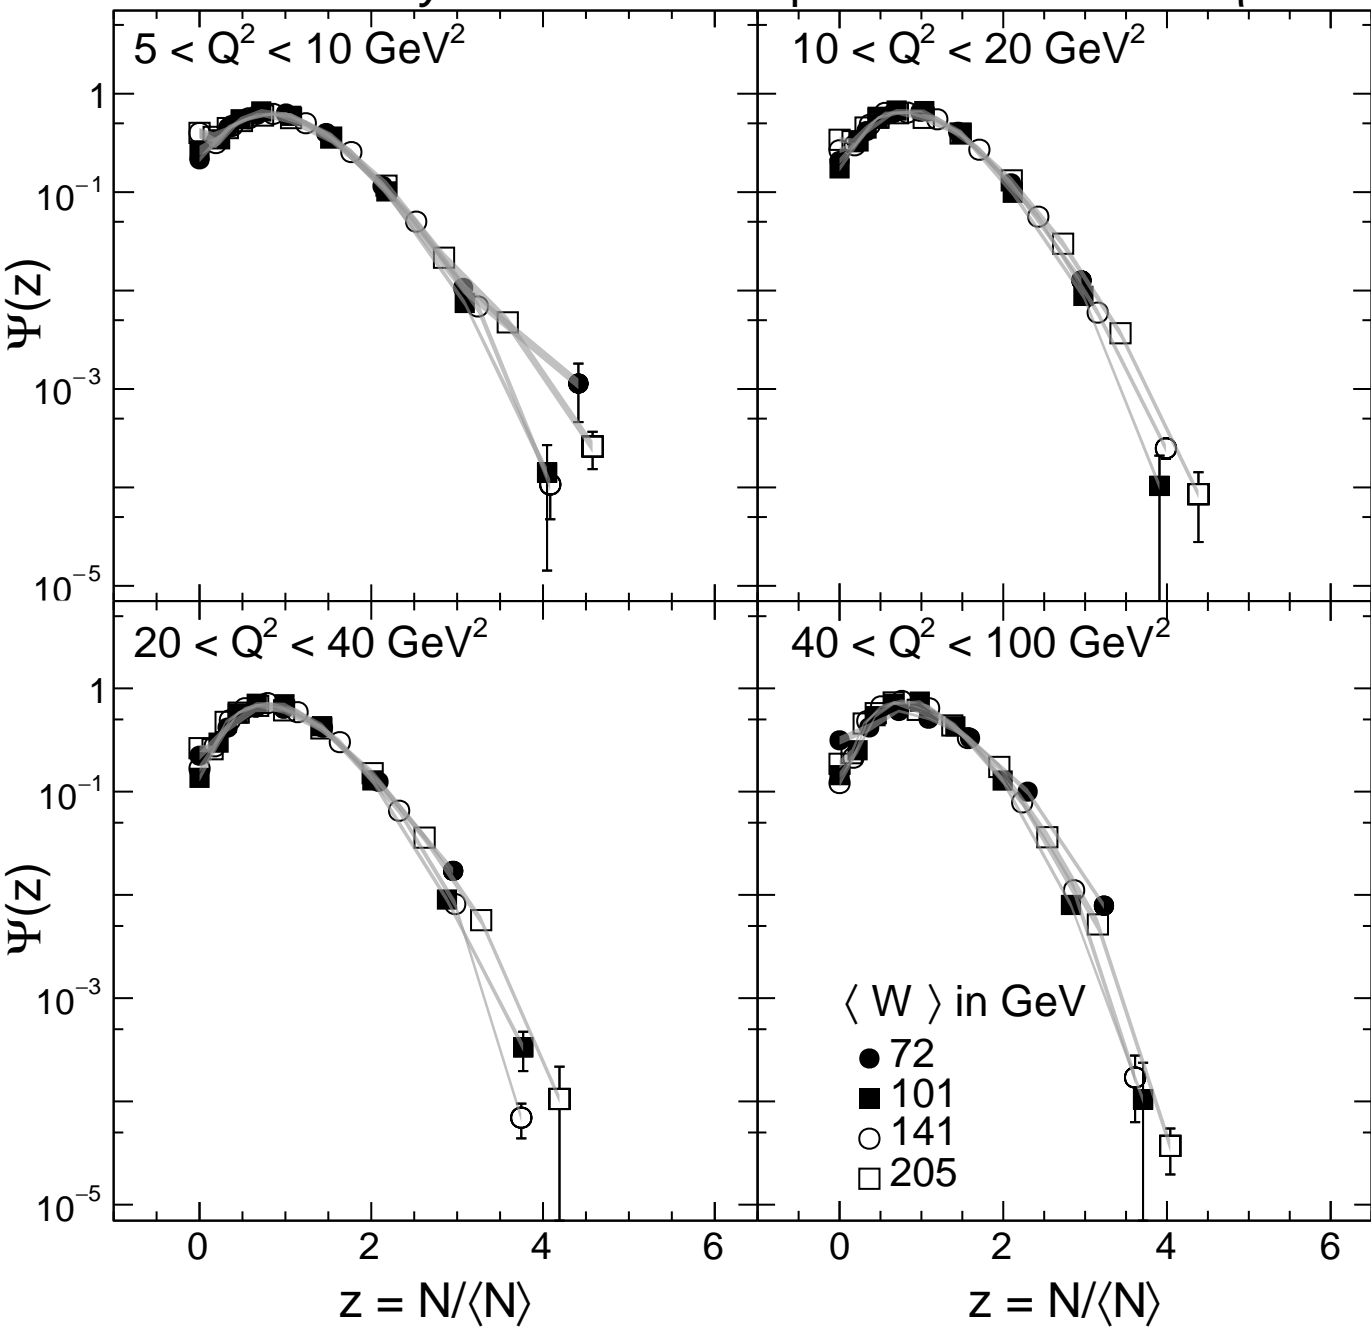 5 < Q² < 10 GeV²
10 < Q² < 20 GeV²
Ψ(z)
1
10⁻¹
10⁻³
10⁻⁵
20 < Q² < 40 GeV²
40 < Q² < 100 GeV²
Ψ(z)
1
10⁻¹
10⁻³
10⁻⁵
⟨ W ⟩ in GeV
72
101
141
205
0 2 4 6
0 2 4 6
z = N/⟨N⟩
z = N/⟨N⟩